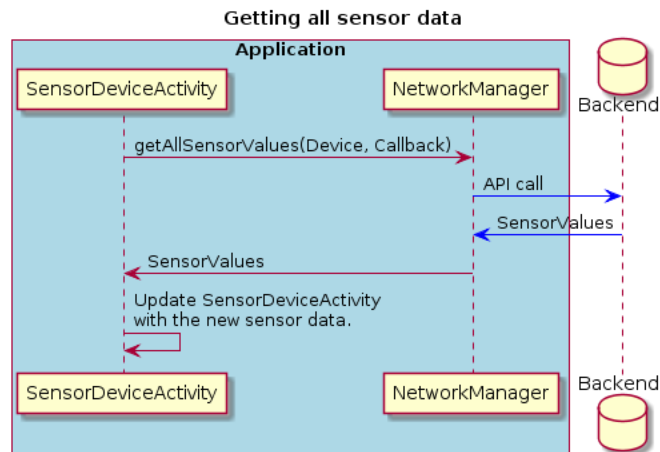 Getting all sensor data
Application
SensorDeviceActivity
NetworkManager
Backend
getAllSensorValues(Device, Callback)
API call
SensorValues
SensorValues
Update SensorDeviceActivity
with the new sensor data.
SensorDeviceActivity
NetworkManager
Backend